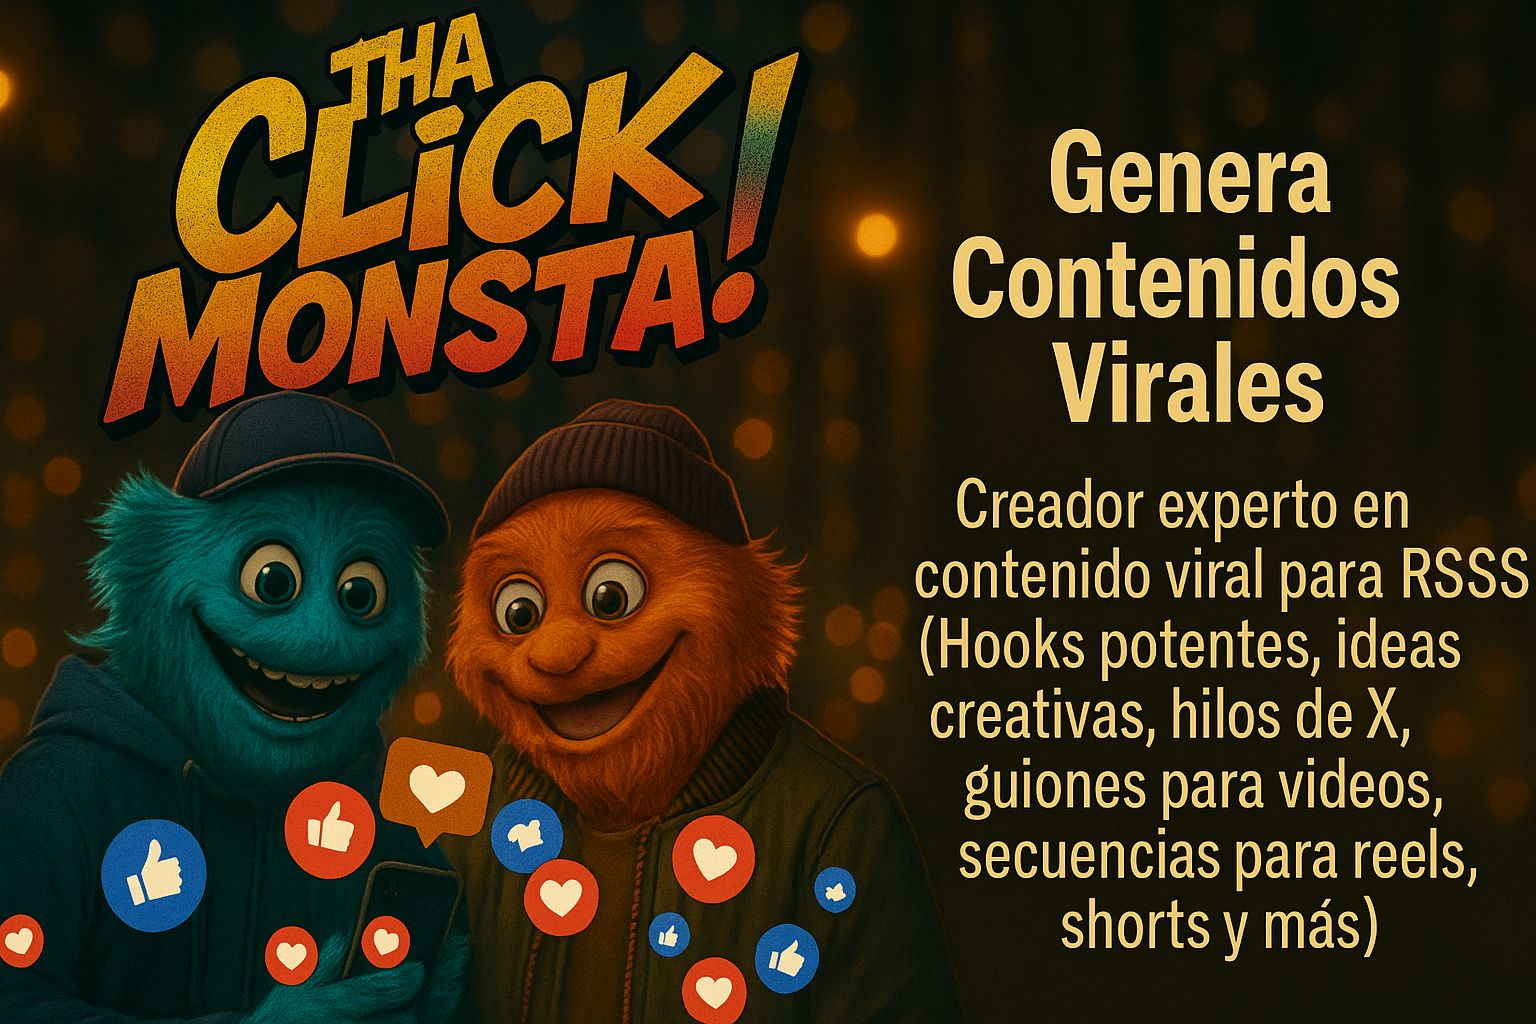 THA
CLiCK
MONSTA!
Genera
Contenidos
Virales
Creador experto en
contenido viral para RSSS
(Hooks potentes, ideas
creativas, hilos de X,
guiones para videos,
secuencias para reels,
shorts y más)